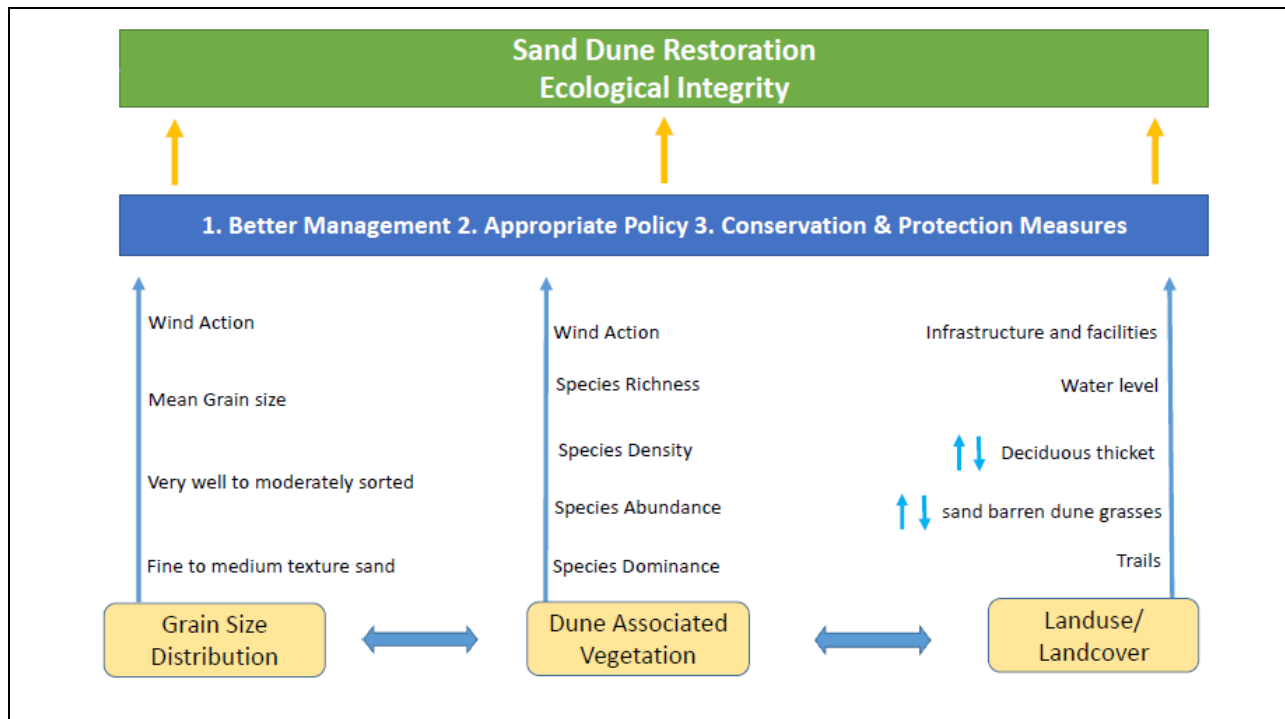 Sand Dune Restoration
Ecological Integrity
1. Better Management 2. Appropriate Policy 3. Conservation & Protection Measures
Wind Action
Mean Grain size
Very well to moderately sorted
Fine to medium texture sand
Grain Size
Distribution
Wind Action
Species Richness
Species Density
Species Abundance
Species Dominance
Dune Associated
Vegetation
Infrastructure and facilities
Water level
Deciduous thicket
sand barren dune grasses
Trails
Landuse/
Landcover